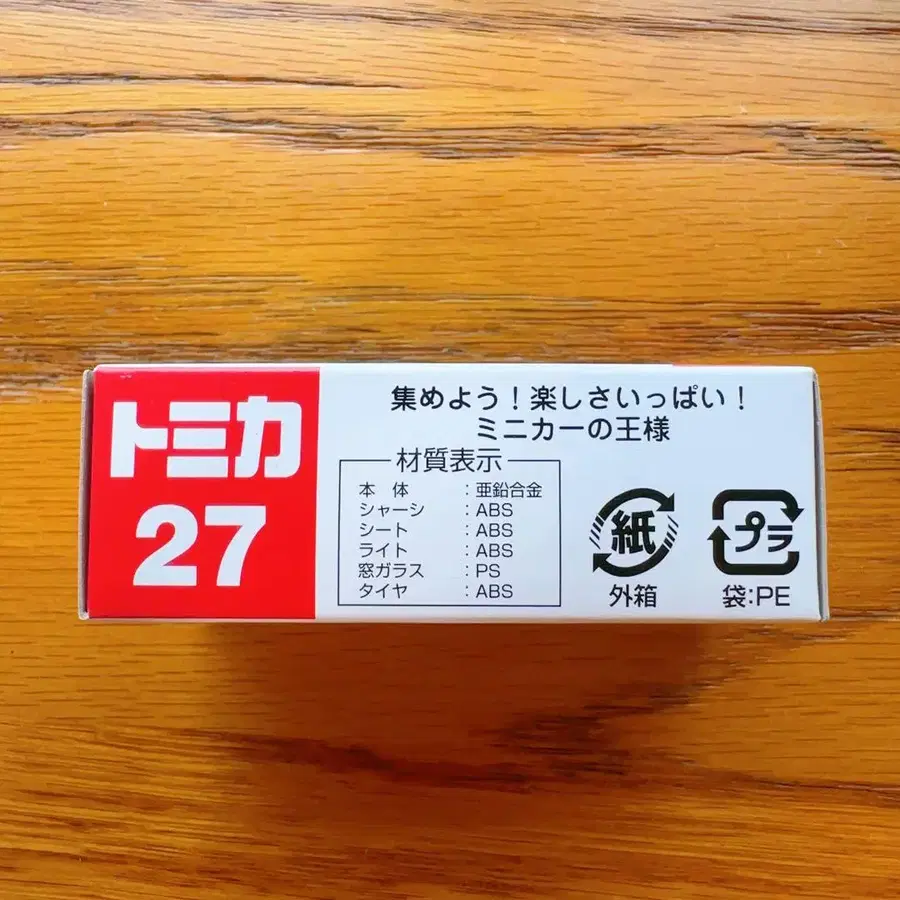 トミカ
27
集めよう！楽しさいっぱい！
ミニカーの王様
材質表示
本体：亜鉛合金
シャーシ：ABS
シート：ABS
ライト：ABS
窓ガラス：PS
タイヤ：ABS
紙
外箱
プラ
袋：PE